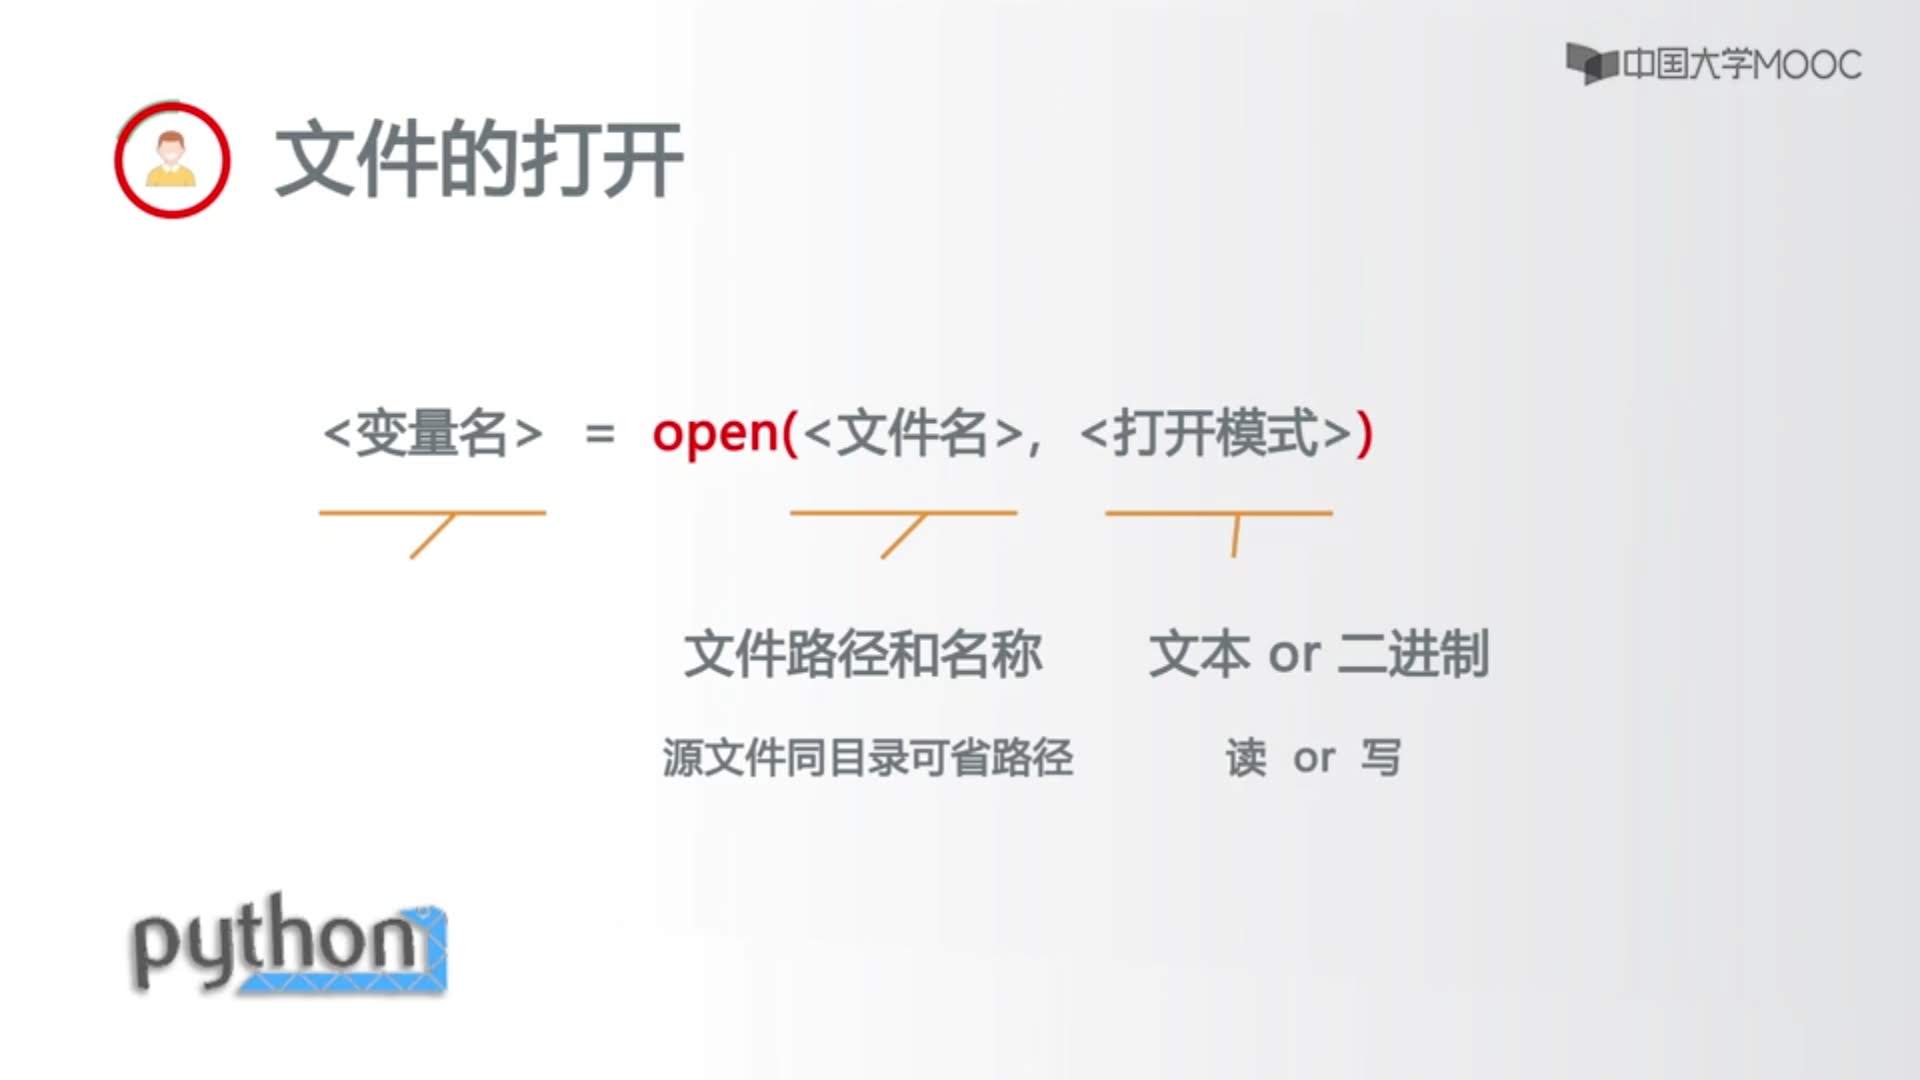 中国大学MOOC
文件的打开
<变量名> = open(<文件名>, <打开模式>)
文件路径和名称 文本 or 二进制
源文件同目录可省路径 读 or 写
python